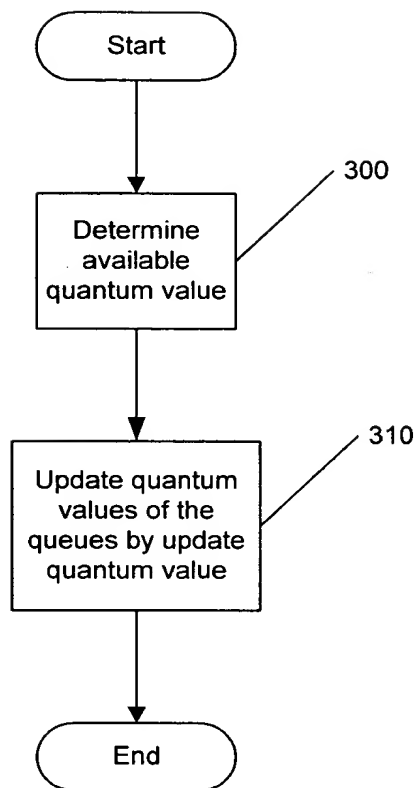 Start
300
Determine
available
quantum value
310
Update quantum
values of the
queues by update
quantum value
End